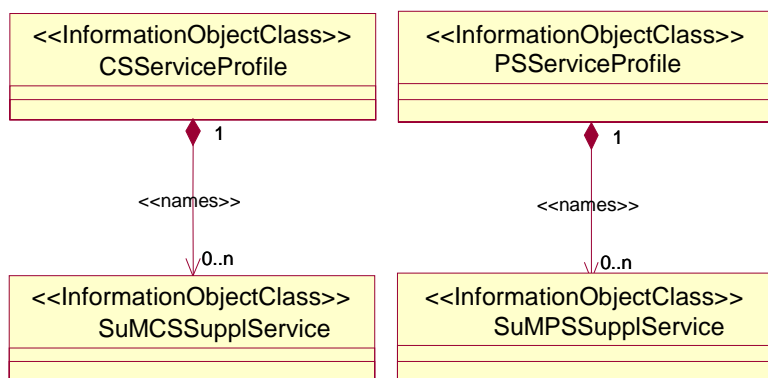 <<InformationObjectClass>>
CSServiceProfile
1
<<names>>
0..n
<<InformationObjectClass>>
SuMCSSupplService
<<InformationObjectClass>>
PSServiceProfile
1
<<names>>
0..n
<<InformationObjectClass>>
SuMPSSupplService